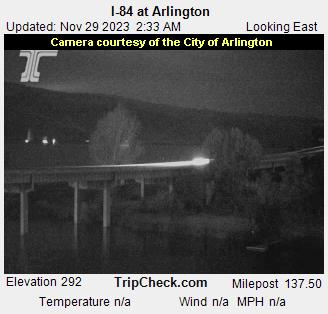 I-84 at Arlington
Updated: Nov 29 2023 2:33 AM Looking East
Camera courtesy of the City of Arlington
Elevation 292 TripCheck.com Milepost 137.50
Temperature n/a Wind n/a MPH n/a